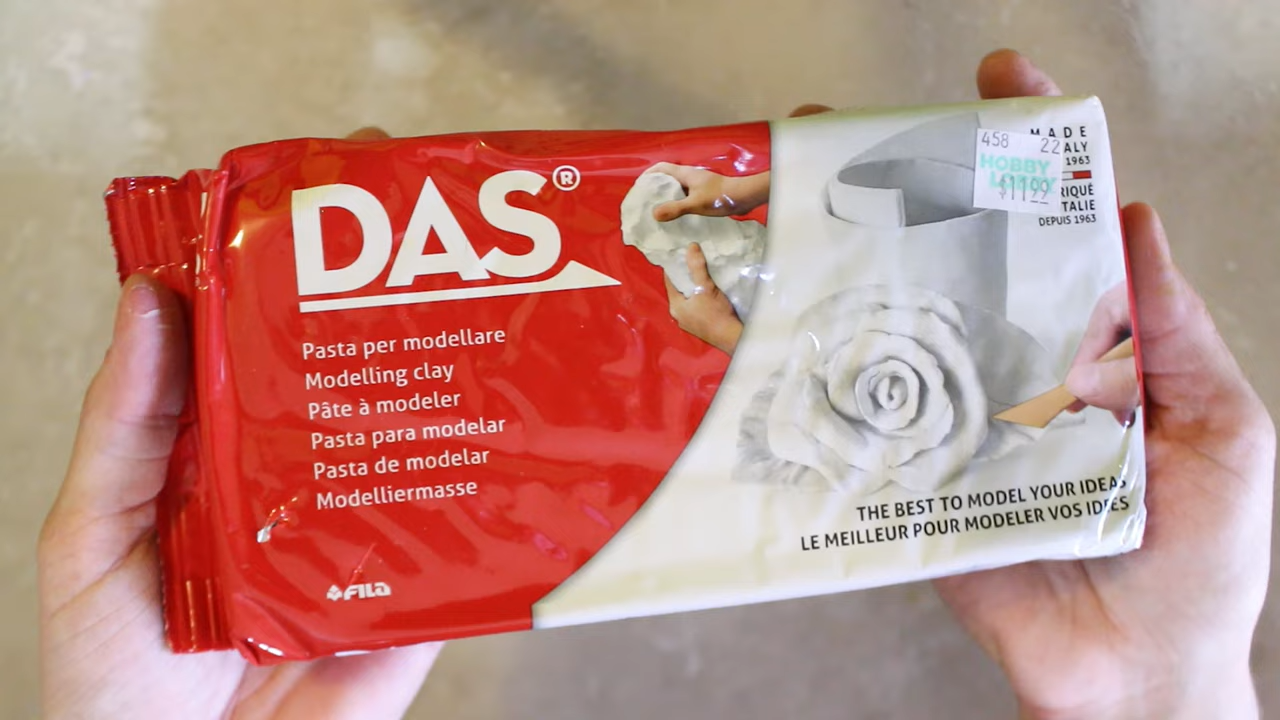 DAS®
Pasta per modellare
Modelling clay
Pâte à modeler
Pasta para modelar
Pasta de modelar
Modelliermasse
FILA
458 22
HOBBY
$11.99
MADE
1963
DEPUIS 1963
THE BEST TO MODEL YOUR IDEAS
LE MEILLEUR POUR MODELER VOS IDÉES